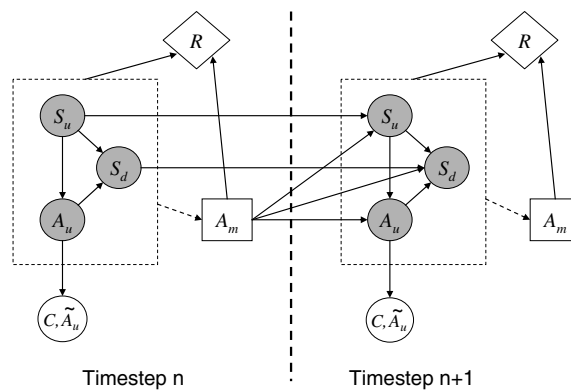 R
R
S_u
S_u
S_d
S_d
A_u
A_m
A_u
A_m
C, Ã_u
C, Ã_u
Timestep n
Timestep n+1